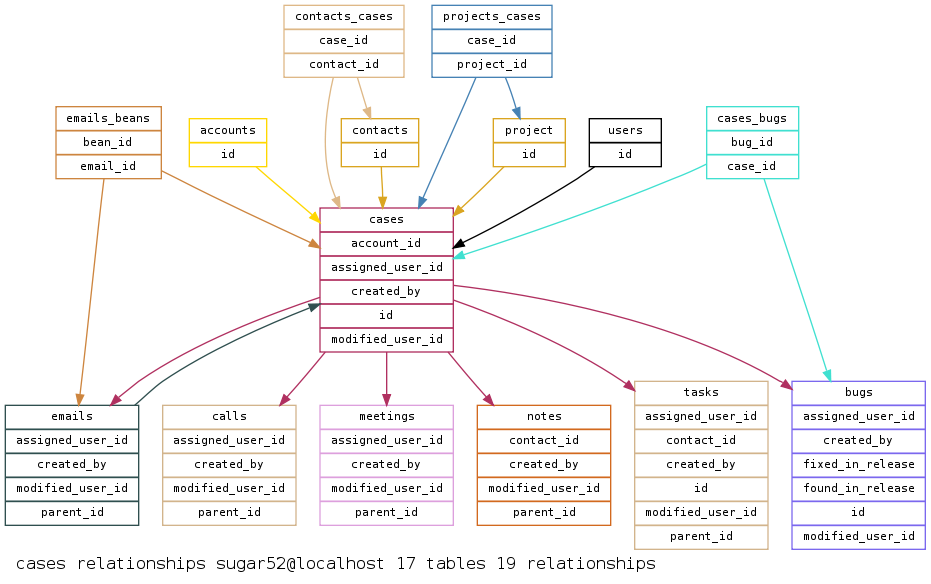 contacts_cases
case_id
contact_id
projects_cases
case_id
project_id
emails_beans
bean_id
email_id
accounts
id
contacts
id
project
id
users
id
cases_bugs
bug_id
case_id
cases
account_id
assigned_user_id
created_by
id
modified_user_id
emails
assigned_user_id
created_by
modified_user_id
parent_id
calls
assigned_user_id
created_by
modified_user_id
parent_id
meetings
assigned_user_id
created_by
modified_user_id
parent_id
notes
contact_id
created_by
modified_user_id
parent_id
tasks
assigned_user_id
contact_id
created_by
id
modified_user_id
parent_id
bugs
assigned_user_id
created_by
fixed_in_release
found_in_release
id
modified_user_id
cases relationships sugar52@localhost 17 tables 19 relationships